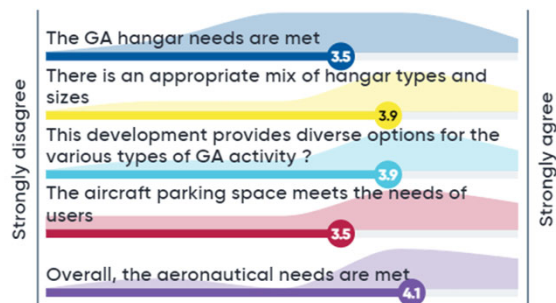 The GA hangar needs are met
3.5
There is an appropriate mix of hangar types and
sizes
3.9
This development provides diverse options for the
various types of GA activity ?
3.9
The aircraft parking space meets the needs of
users
3.5
Overall, the aeronautical needs are met
4.1
Strongly disagree
Strongly agree